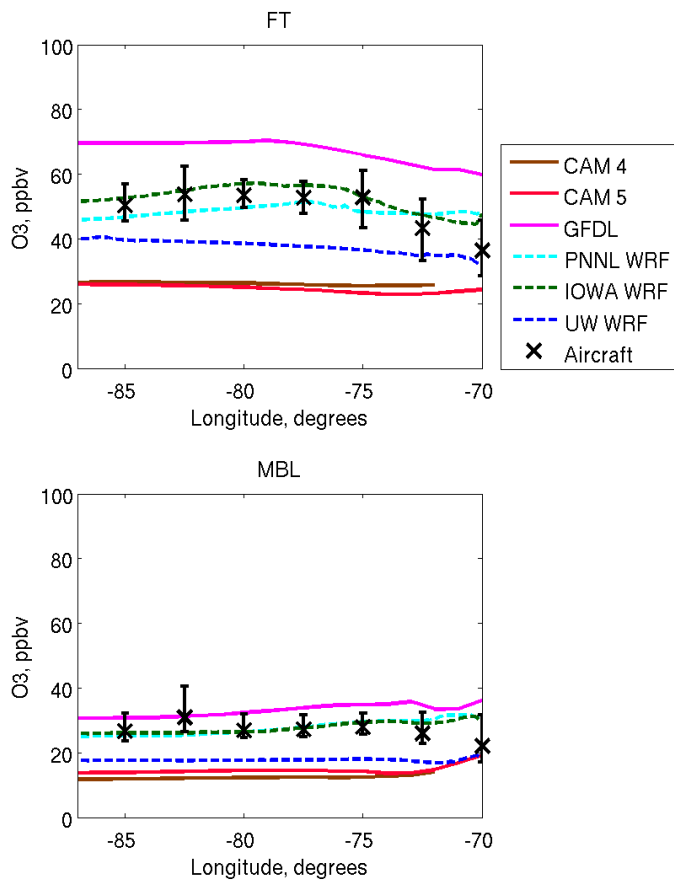 FT
100
80
60
40
20
0
O3, ppbv
-85
-80
-75
-70
Longitude, degrees
CAM 4
CAM 5
GFDL
PNNL WRF
IOWA WRF
UW WRF
Aircraft
MBL
100
80
60
40
20
0
O3, ppbv
-85
-80
-75
-70
Longitude, degrees